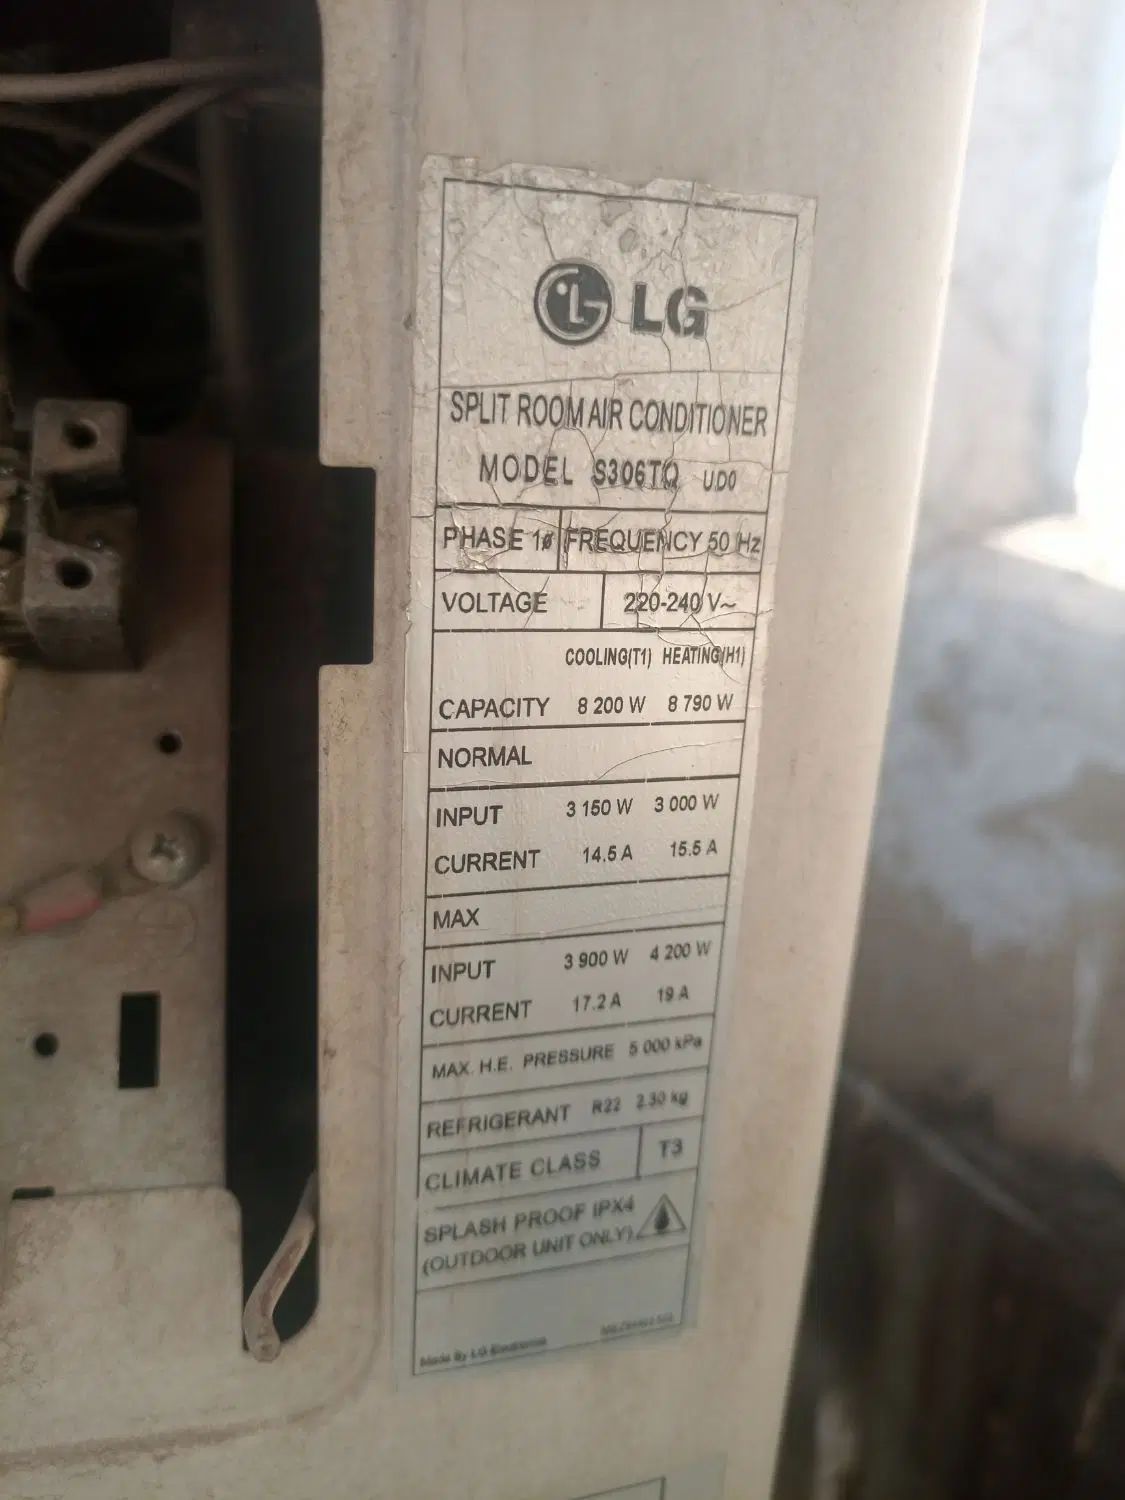 LG
SPLIT ROOM AIR CONDITIONER
MODEL S306TQ UD0
PHASE 1ø FREQUENCY 50 Hz
VOLTAGE 220-240 V~
COOLING(T1) HEATING(H1)
CAPACITY 8 200 W 8 790 W
NORMAL
INPUT 3 150 W 3 000 W
CURRENT 14.5 A 15.5 A
MAX
INPUT 3 900 W 4 200 W
CURRENT 17.2 A 19 A
MAX. H.E. PRESSURE 5 000 kPa
REFRIGERANT R22 2.30 kg
CLIMATE CLASS T3
SPLASH PROOF IPX4
(OUTDOOR UNIT ONLY)
Made By LG Electronics